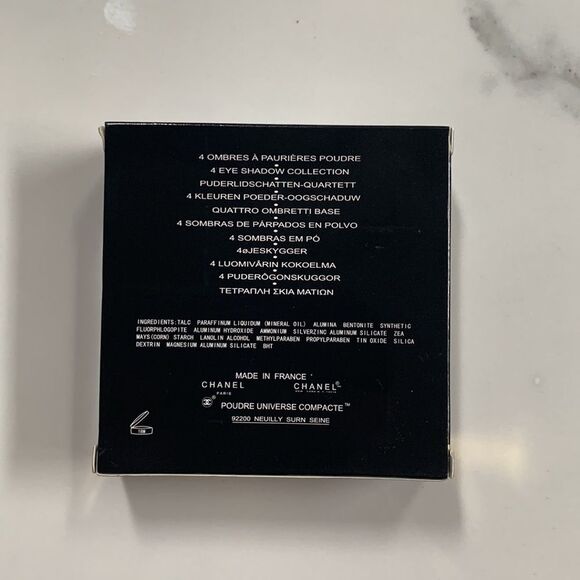 4 OMBRES À PAURIÈRES POUDRE
4 EYE SHADOW COLLECTION
PUDERLIDSCHATTEN-QUARTETT
4 KLEUREN POEDER-OOGSCHADUW
QUATTRO OMBRETTI BASE
4 SOMBRAS DE PÁRPADOS EN POLVO
4 SOMBRAS EM PÓ
4øJESKYGGER
4 LUOMIVÄRIN KOKOELMA
4 PUDERÖGONSKUGGOR
ΤΕΤΡΑΠΛΗ ΣΚΙΑ ΜΑΤΙΩΝ
INGREDIENTS:TALC PARAFFINUM LIQUIDUM (MINERAL OIL) ALUMINA BENTONITE SYNTHETIC
FLUORPHLOGOPITE ALUMINUM HYDROXIDE AMMONIUM SILVERZINC ALUMINUM SILICATE ZEA
MAYS(CORN) STARCH LANOLIN ALCOHOL METHYLPARABEN PROPYLPARABEN TIN OXIDE SILICA
DEXTRIN MAGNESIUM ALUMINUM SILICATE BHT
MADE IN FRANCE
CHANEL CHANEL®
PARIS
POUDRE UNIVERSE COMPACTE™
92200 NEUILLY SURN SEINE